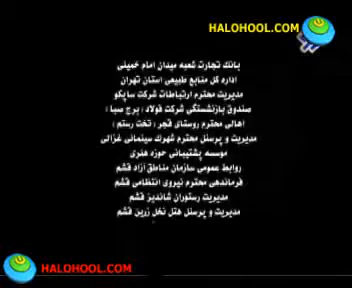 HALOHOOL.COM
بانک تجارت شعبه میدان امام خمینی
اداره کل منابع طبیعی استان تهران
مدیریت محترم ارتباطات شرکت ساپکو
صندوق بازنشستگی شرکت فولاد ( برج صبا )
اهالی محترم روستای قجر ( تخت رستم )
مدیریت و پرسنل محترم شهرک سینمائی غزالی
موسسه پشتیبانی حوزه هنری
روابط عمومی سازمان مناطق آزاد قشم
فرماندهی محترم نیروی انتظامی قشم
مدیریت رستوران شاندیز قشم
مدیریت و پرسنل هتل نخل زرین قشم
HALOHOOL.COM